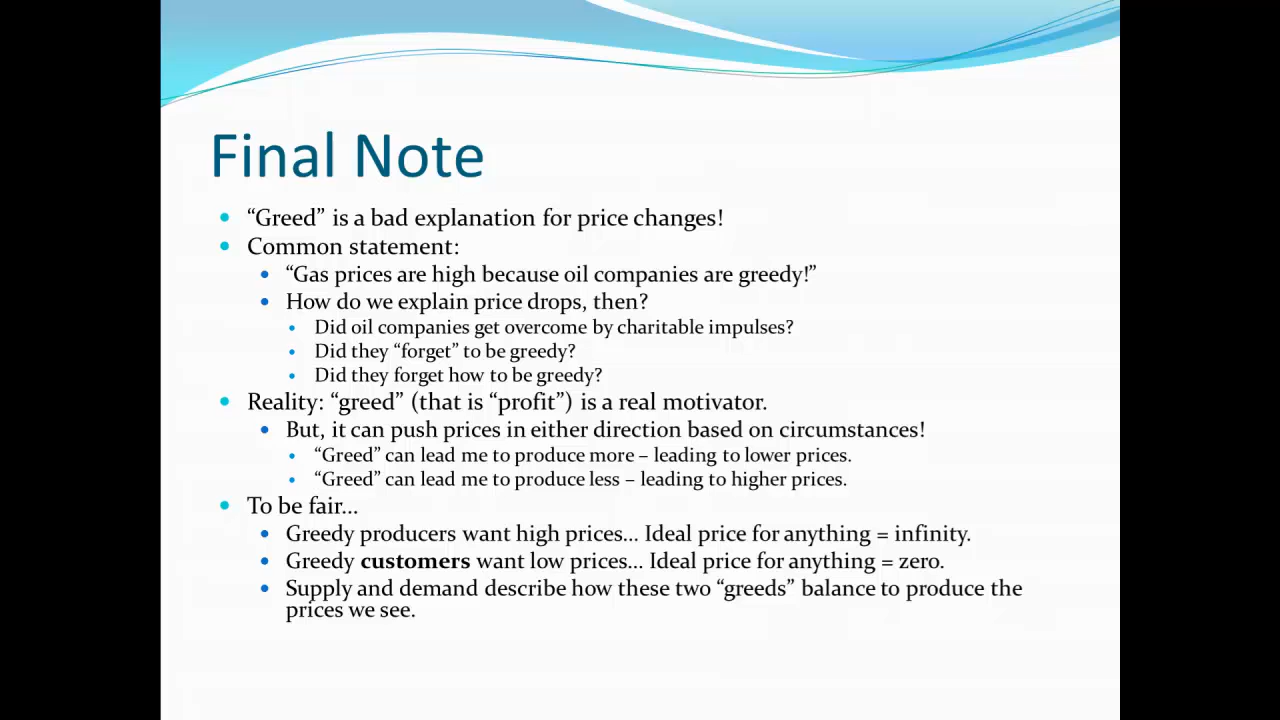 Final Note
“Greed” is a bad explanation for price changes!
Common statement:
“Gas prices are high because oil companies are greedy!”
How do we explain price drops, then?
Did oil companies get overcome by charitable impulses?
Did they “forget” to be greedy?
Did they forget how to be greedy?
Reality: “greed” (that is “profit”) is a real motivator.
But, it can push prices in either direction based on circumstances!
“Greed” can lead me to produce more – leading to lower prices.
“Greed” can lead me to produce less – leading to higher prices.
To be fair…
Greedy producers want high prices… Ideal price for anything = infinity.
Greedy customers want low prices… Ideal price for anything = zero.
Supply and demand describe how these two “greeds” balance to produce the
prices we see.